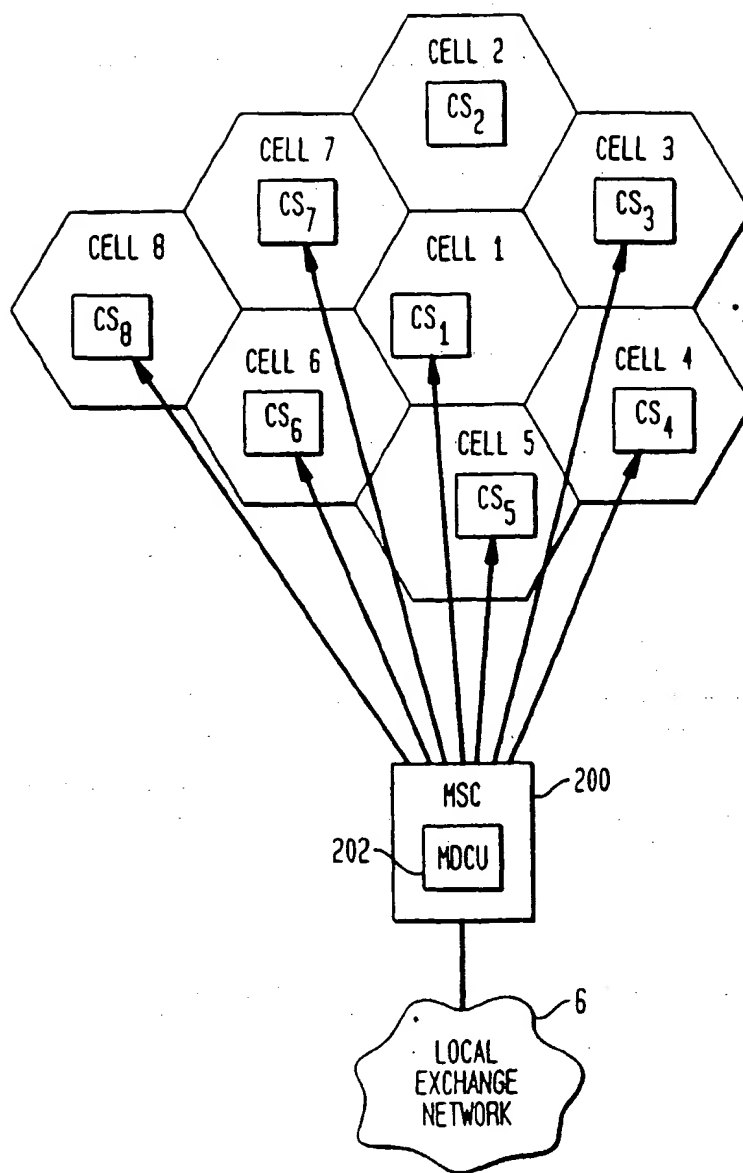 CELL 2
CS2
CELL 7
CS7
CELL 3
CS3
CELL 8
CS8
CELL 1
CS1
CELL 6
CS6
CELL 4
CS4
CELL 5
CS5
MSC
200
202
MDCU
6
LOCAL
EXCHANGE
NETWORK